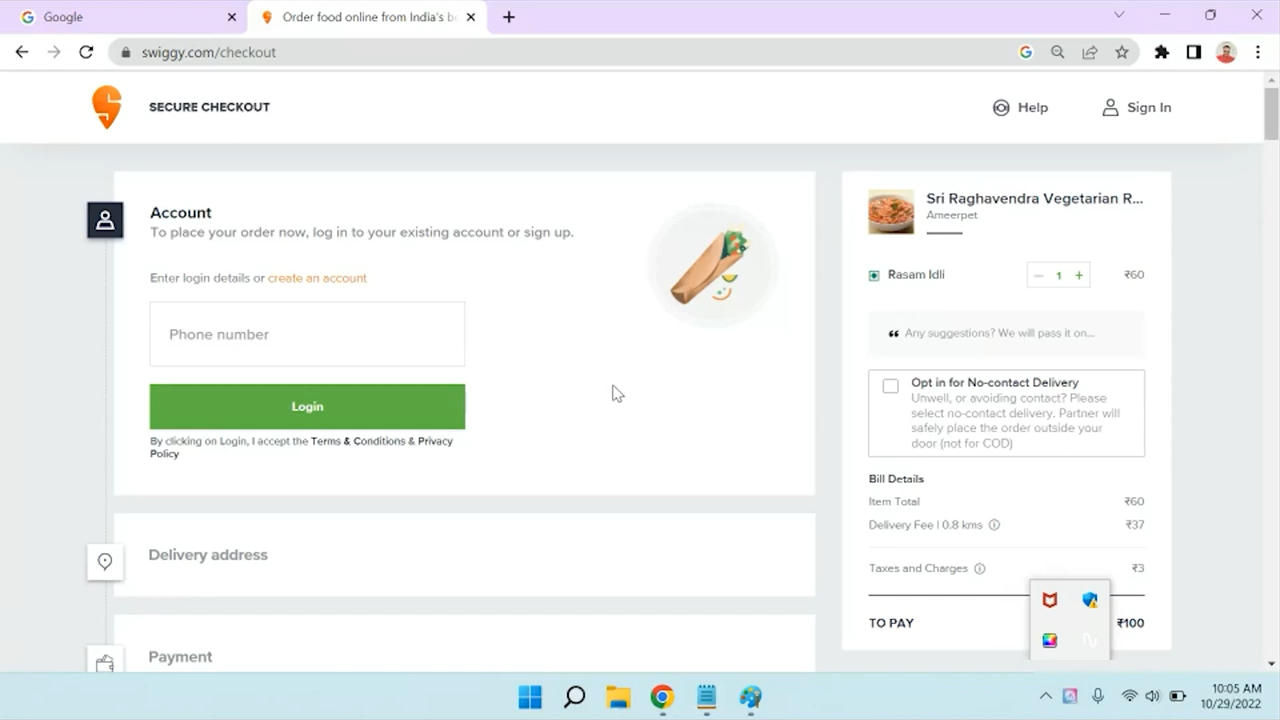 Google
Order food online from India's be
swiggy.com/checkout
SECURE CHECKOUT
Help
Sign In
Account
To place your order now, log in to your existing account or sign up.
Enter login details or create an account
Phone number
Login
By clicking on Login, I accept the Terms & Conditions & Privacy
Policy
Delivery address
Payment
Sri Raghavendra Vegetarian R...
Ameerpet
Rasam Idli
1
₹60
Any suggestions? We will pass it on...
Opt in for No-contact Delivery
Unwell, or avoiding contact? Please
select no-contact delivery. Partner will
safely place the order outside your
door (not for COD)
Bill Details
Item Total ₹60
Delivery Fee | 0.8 kms ₹37
Taxes and Charges ₹3
TO PAY ₹100
10:05 AM
10/29/2022